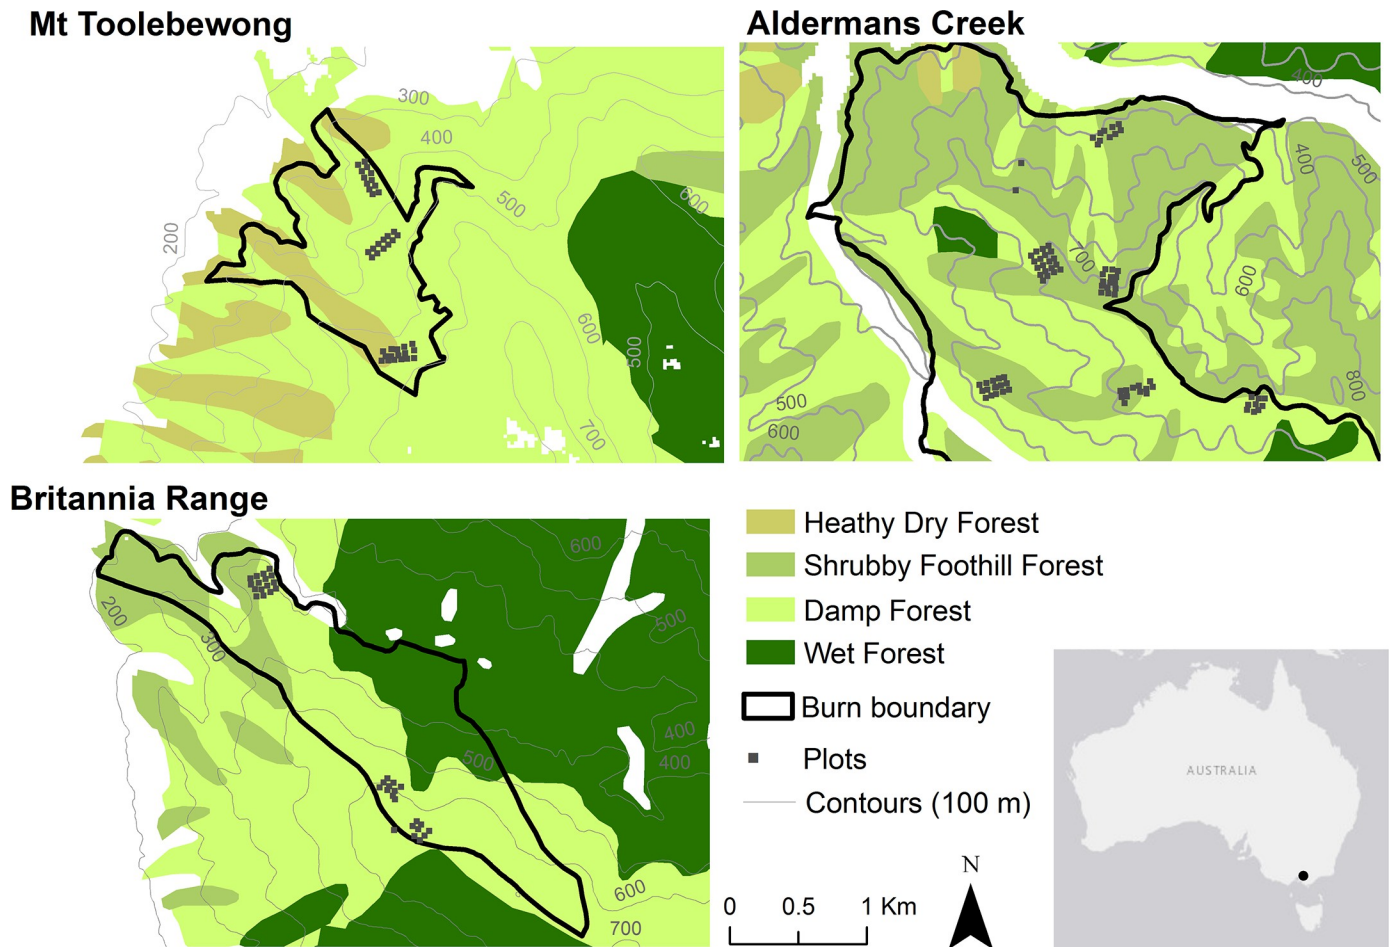 Mt Toolebewong
300
400
500
200
600
600
500
700
Aldermans Creek
400
400
500
700
600
500
600
800
Britannia Range
600
200
300
500
400
400
500
600
700
Heathy Dry Forest
Shrubby Foothill Forest
Damp Forest
Wet Forest
Burn boundary
Plots
Contours (100 m)
N
0 0.5 1 Km
AUSTRALIA